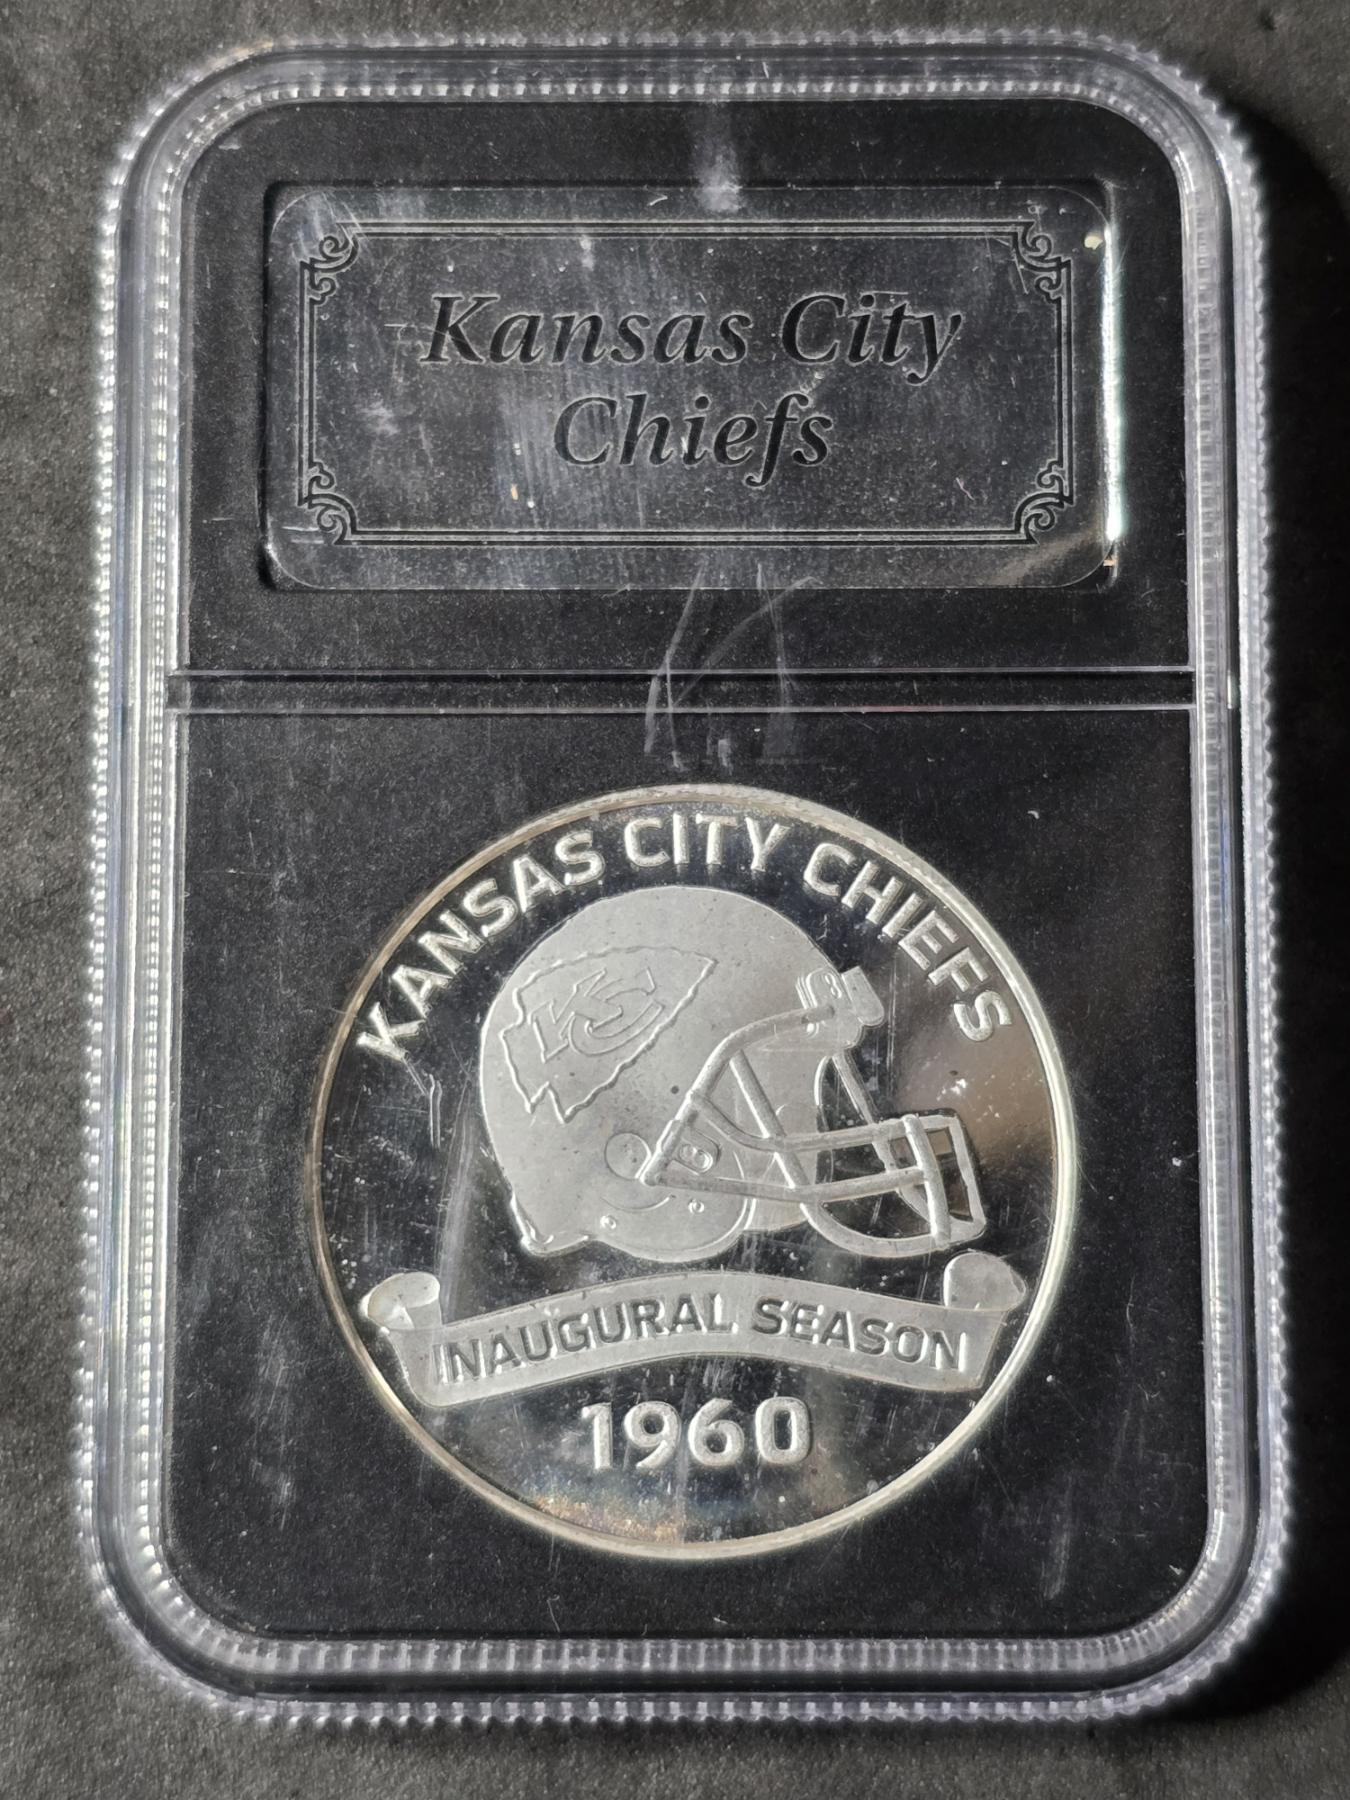 Kansas City
Chiefs
KANSAS CITY CHIEFS
KC
INAUGURAL SEASON
1960